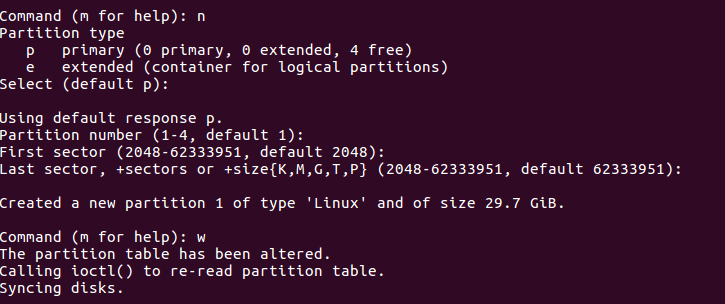 Command (m for help): n
Partition type
   p   primary (0 primary, 0 extended, 4 free)
   e   extended (container for logical partitions)
Select (default p):
Using default response p.
Partition number (1-4, default 1):
First sector (2048-62333951, default 2048):
Last sector, +sectors or +size{K,M,G,T,P} (2048-62333951, default 62333951):
Created a new partition 1 of type 'Linux' and of size 29.7 GiB.
Command (m for help): w
The partition table has been altered.
Calling ioctl() to re-read partition table.
Syncing disks.